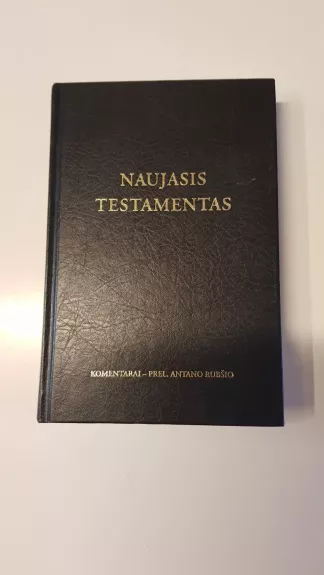 NAUJASIS
TESTAMENTAS
KOMENTARAI – PREL. ANTANO RUBŠIO